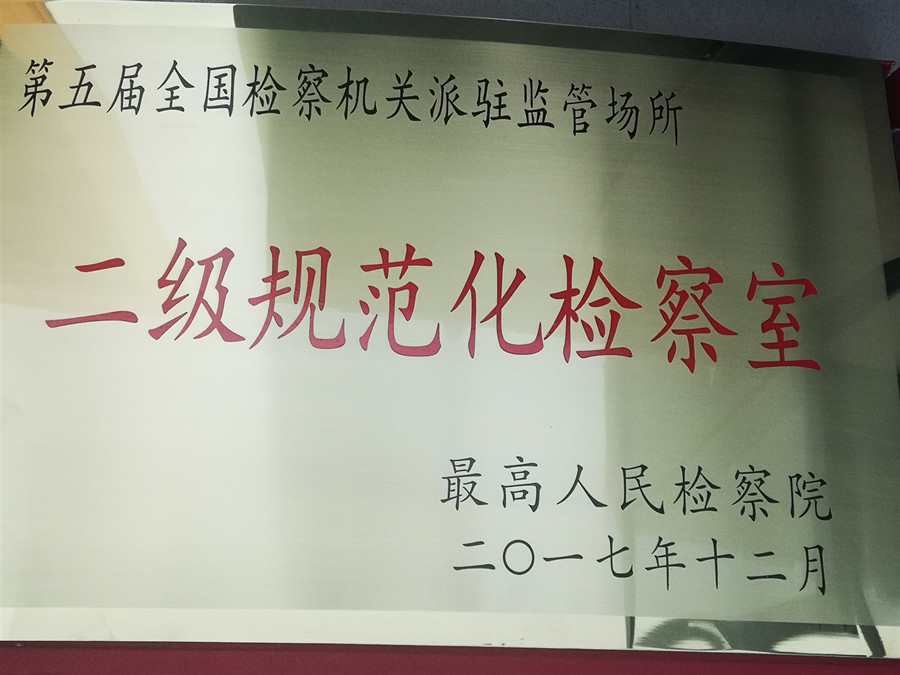 第五届全国检察机关派驻监管场所
二级规范化检察室
最高人民检察院
二〇一七年十二月